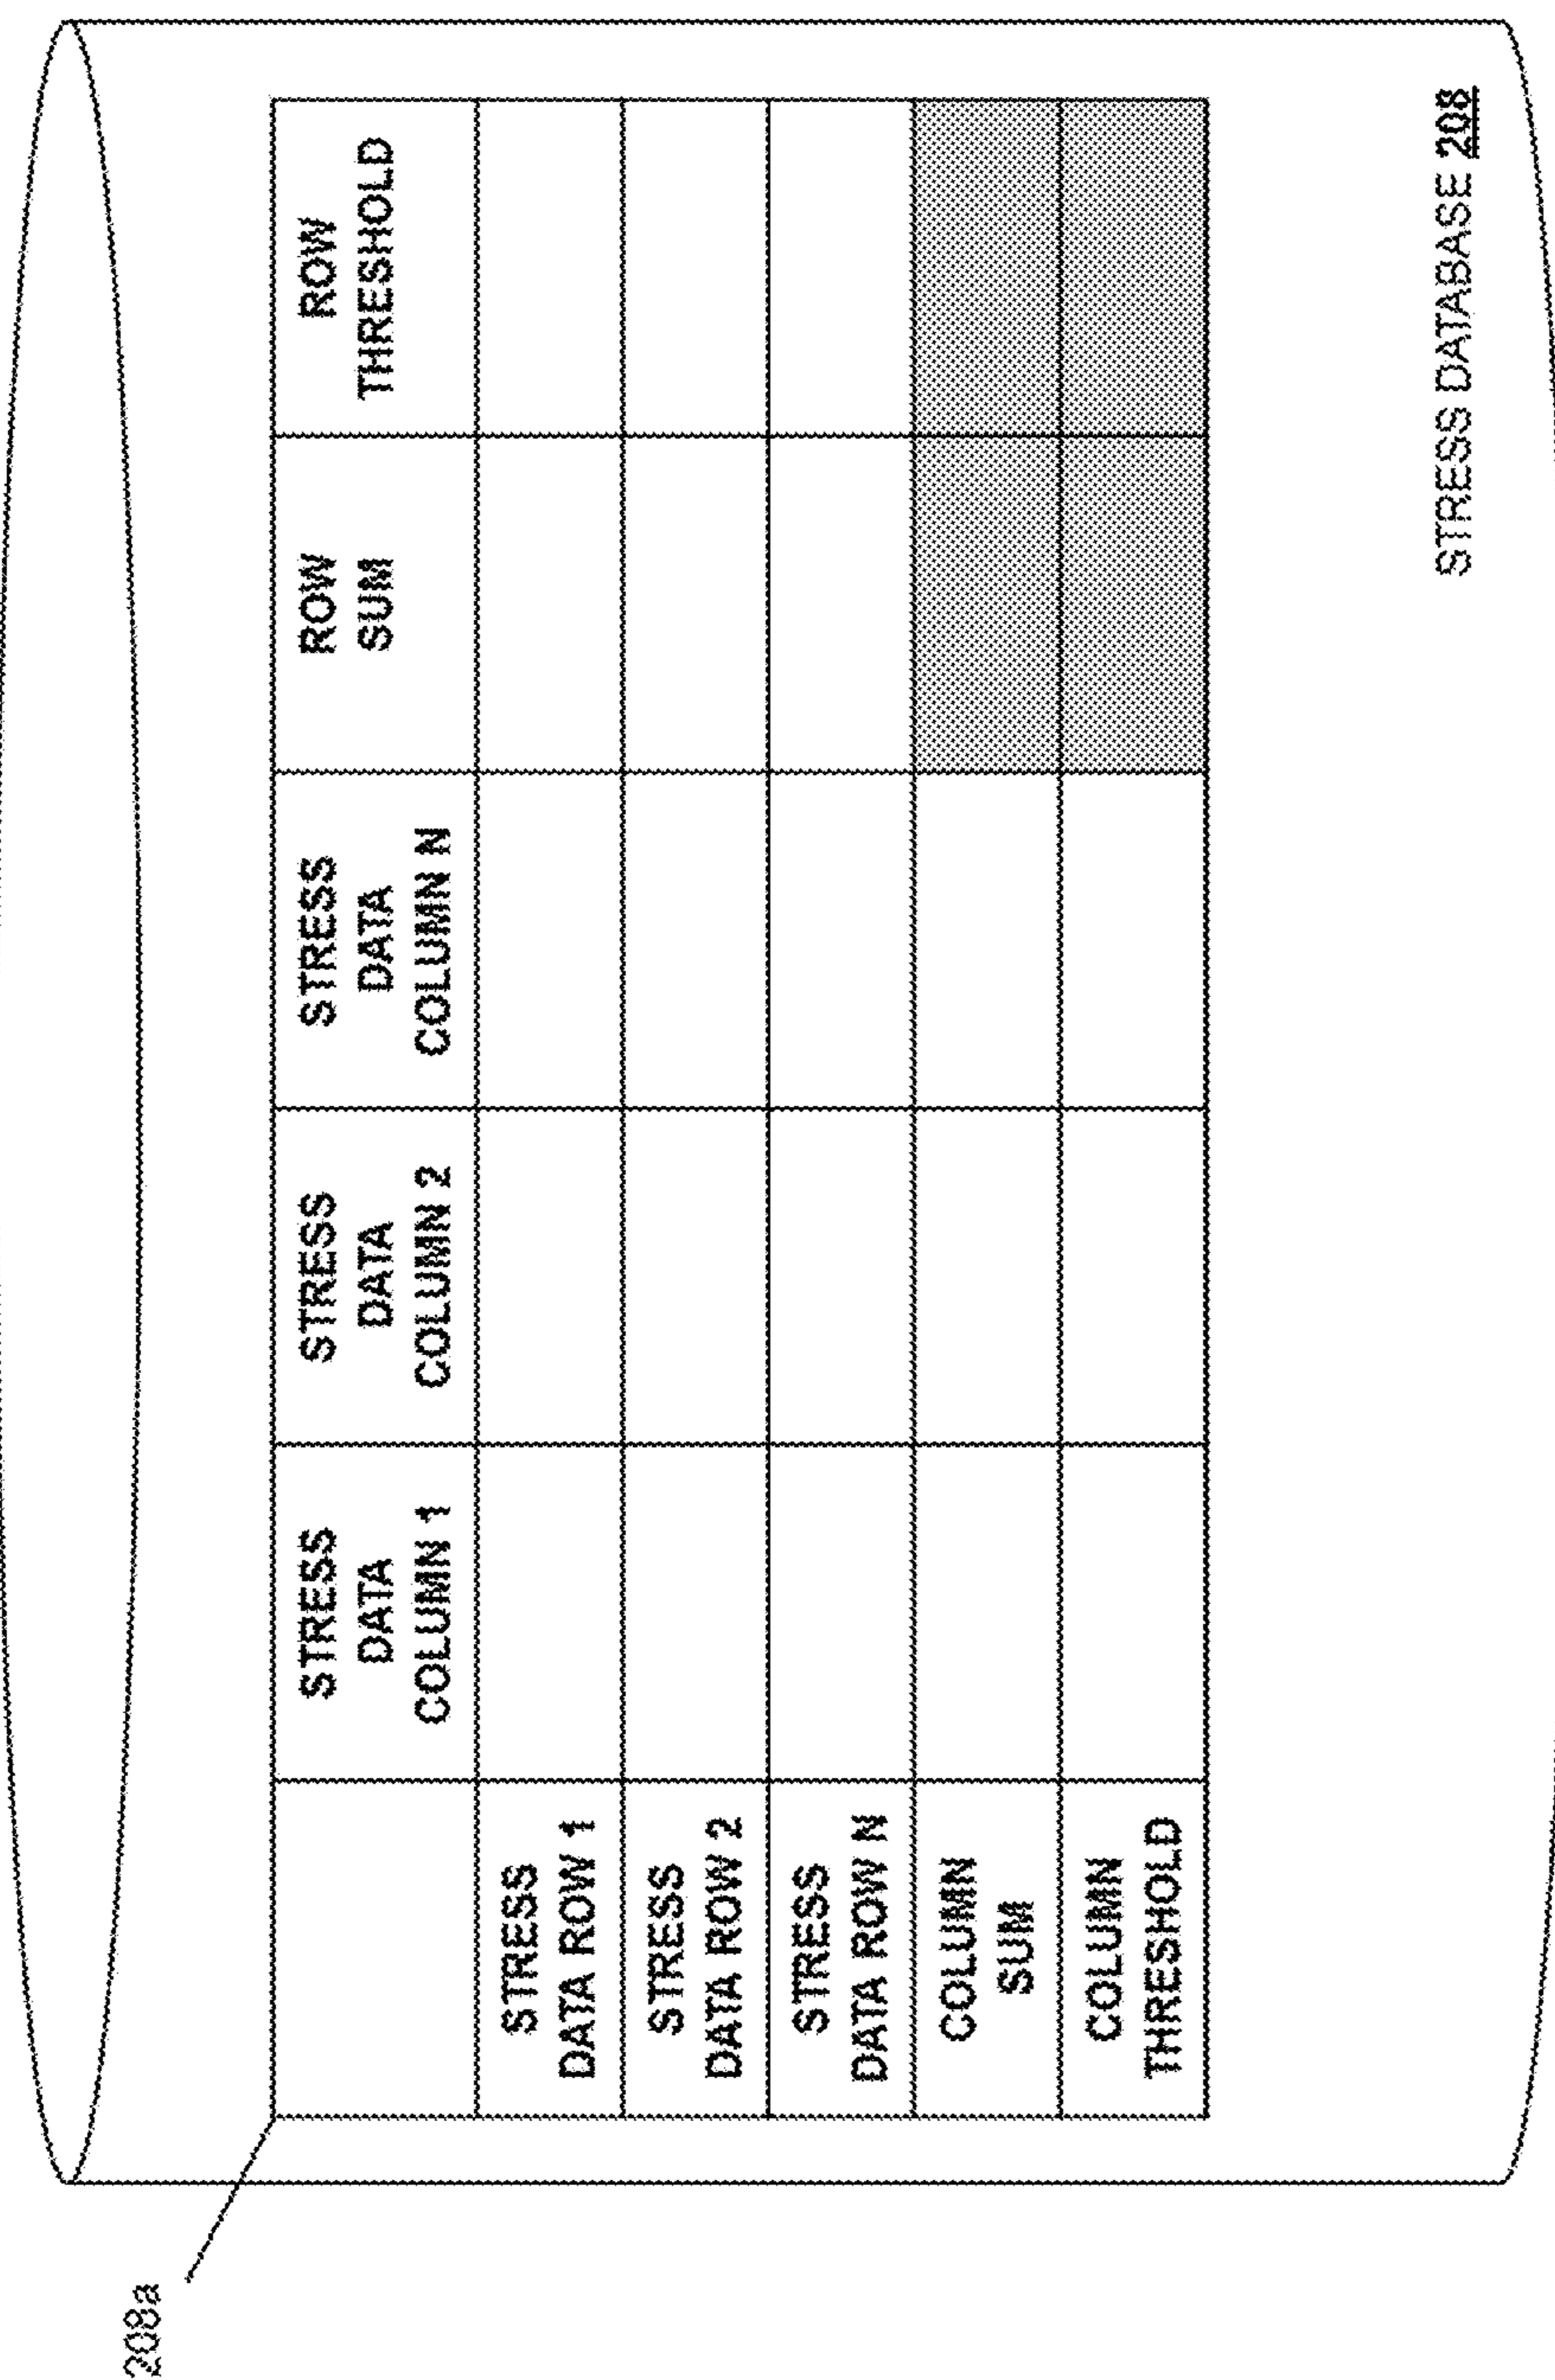 208a
STRESS
DATA
COLUMN 1
STRESS
DATA
COLUMN 2
STRESS
DATA
COLUMN N
ROW
SUM
ROW
THRESHOLD
STRESS
DATA ROW 1
STRESS
DATA ROW 2
STRESS
DATA ROW N
COLUMN
SUM
COLUMN
THRESHOLD
STRESS DATABASE 208